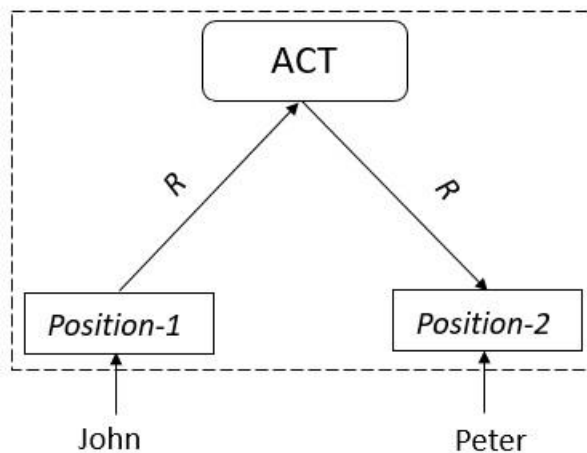 ACT
R
R
Position-1
Position-2
John
Peter